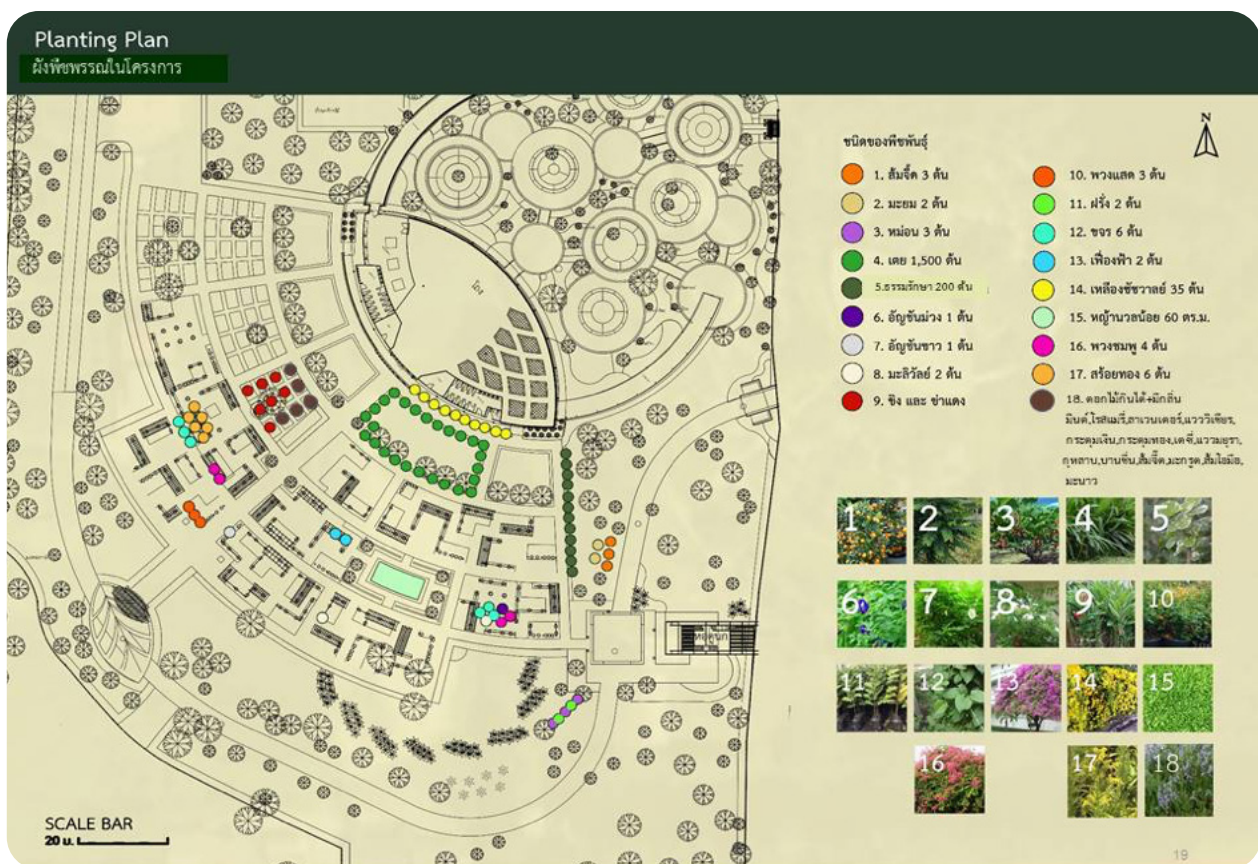 Planting Plan
ผังพืชพรรณในโครงการ
N
ชนิดของพืชพันธุ์
1. ส้มจี๊ด 3 ต้น
2. มะยม 2 ต้น
3. หม่อน 3 ต้น
4. เตย 1,500 ต้น
5.ธรรมรักษา 200 ต้น
6. อัญชันม่วง 1 ต้น
7. อัญชันขาว 1 ต้น
8. มะลิวัลย์ 2 ต้น
9. ขิง และ ข่าแดง
10. พวงแสด 3 ต้น
11. ฝรั่ง 2 ต้น
12. ขจร 6 ต้น
13. เฟื่องฟ้า 2 ต้น
14. เหลืองชัชวาลย์ 35 ต้น
15. หญ้านวลน้อย 60 ตร.ม.
16. พวงชมพู 4 ต้น
17. สร้อยทอง 6 ต้น
18. ดอกไม้กินได้+มีกลิ่น
มินต์,โรสแมรี่,ลาเวนเดอร์,แววิเชียร,
กระดุมเงิน,กระดุมทอง,เดซี่,แววมยุรา,
กุหลาบ,บานชื่น,ส้มจี๊ด,มะกรูด,ส้มโอมือ,
มะนาว
1 2 3 4 5
6 7 8 9 10
11 12 13 14 15
16 17 18
หอดูนก
SCALE BAR
20 ม.
19